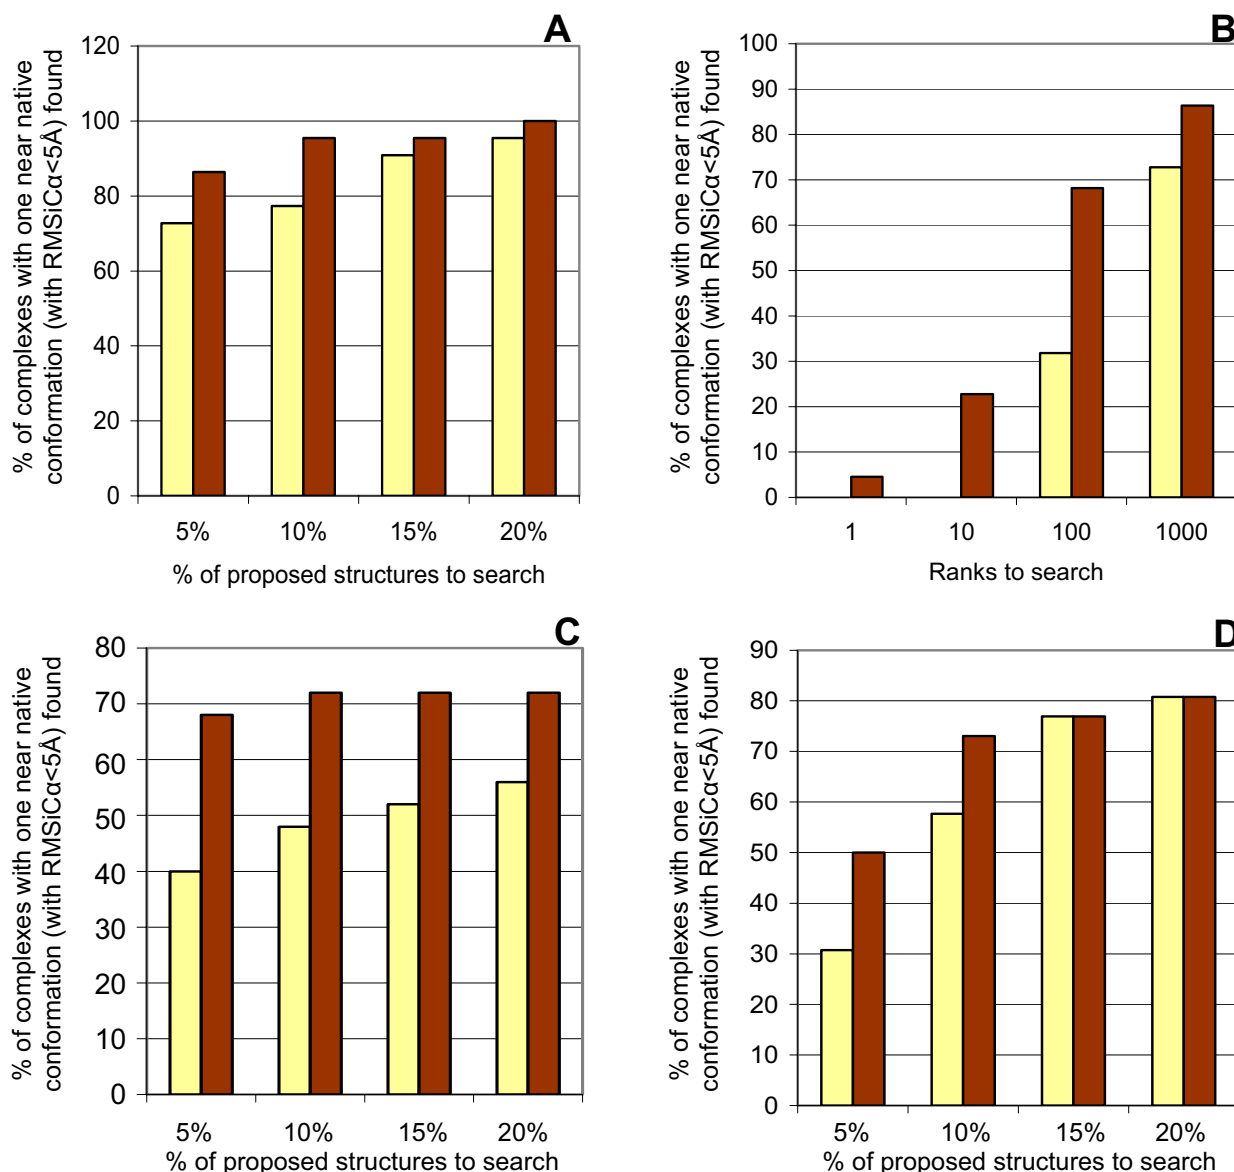 A
% of complexes with one near native
conformation (with RMSiCα<5Å) found
120
100
80
60
40
20
0
5% 10% 15% 20%
% of proposed structures to search
B
% of complexes with one near native
conformation (with RMSiCα<5Å) found
100
90
80
70
60
50
40
30
20
10
0
1 10 100 1000
Ranks to search
C
% of complexes with one near native
conformation (with RMSiCα<5Å) found
80
70
60
50
40
30
20
10
0
5% 10% 15% 20%
% of proposed structures to search
D
% of complexes with one near native
conformation (with RMSiCα<5Å) found
90
80
70
60
50
40
30
20
10
0
5% 10% 15% 20%
% of proposed structures to search